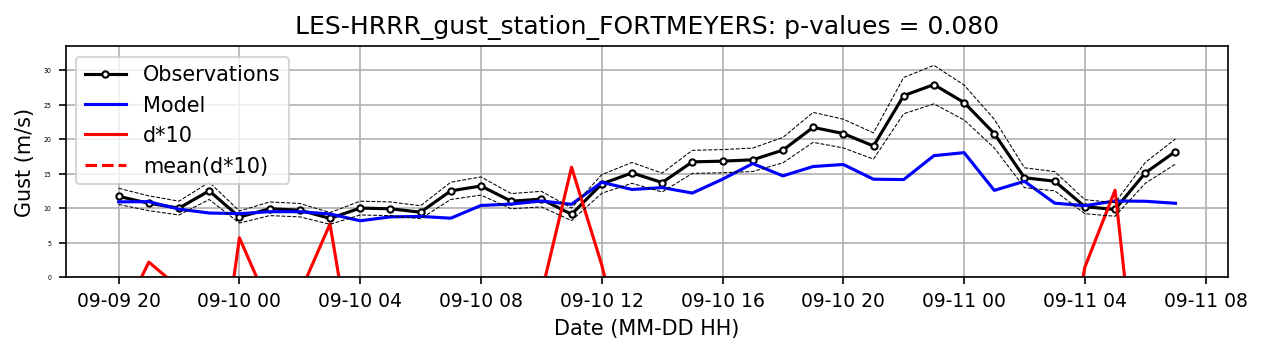 LES-HRRR_gust_station_FORTMEYERS: p-values = 0.080
Gust (m/s)
30
25
20
15
10
5
0
Observations
Model
d*10
mean(d*10)
09-09 20 09-10 00 09-10 04 09-10 08 09-10 12 09-10 16 09-10 20 09-11 00 09-11 04 09-11 08
Date (MM-DD HH)